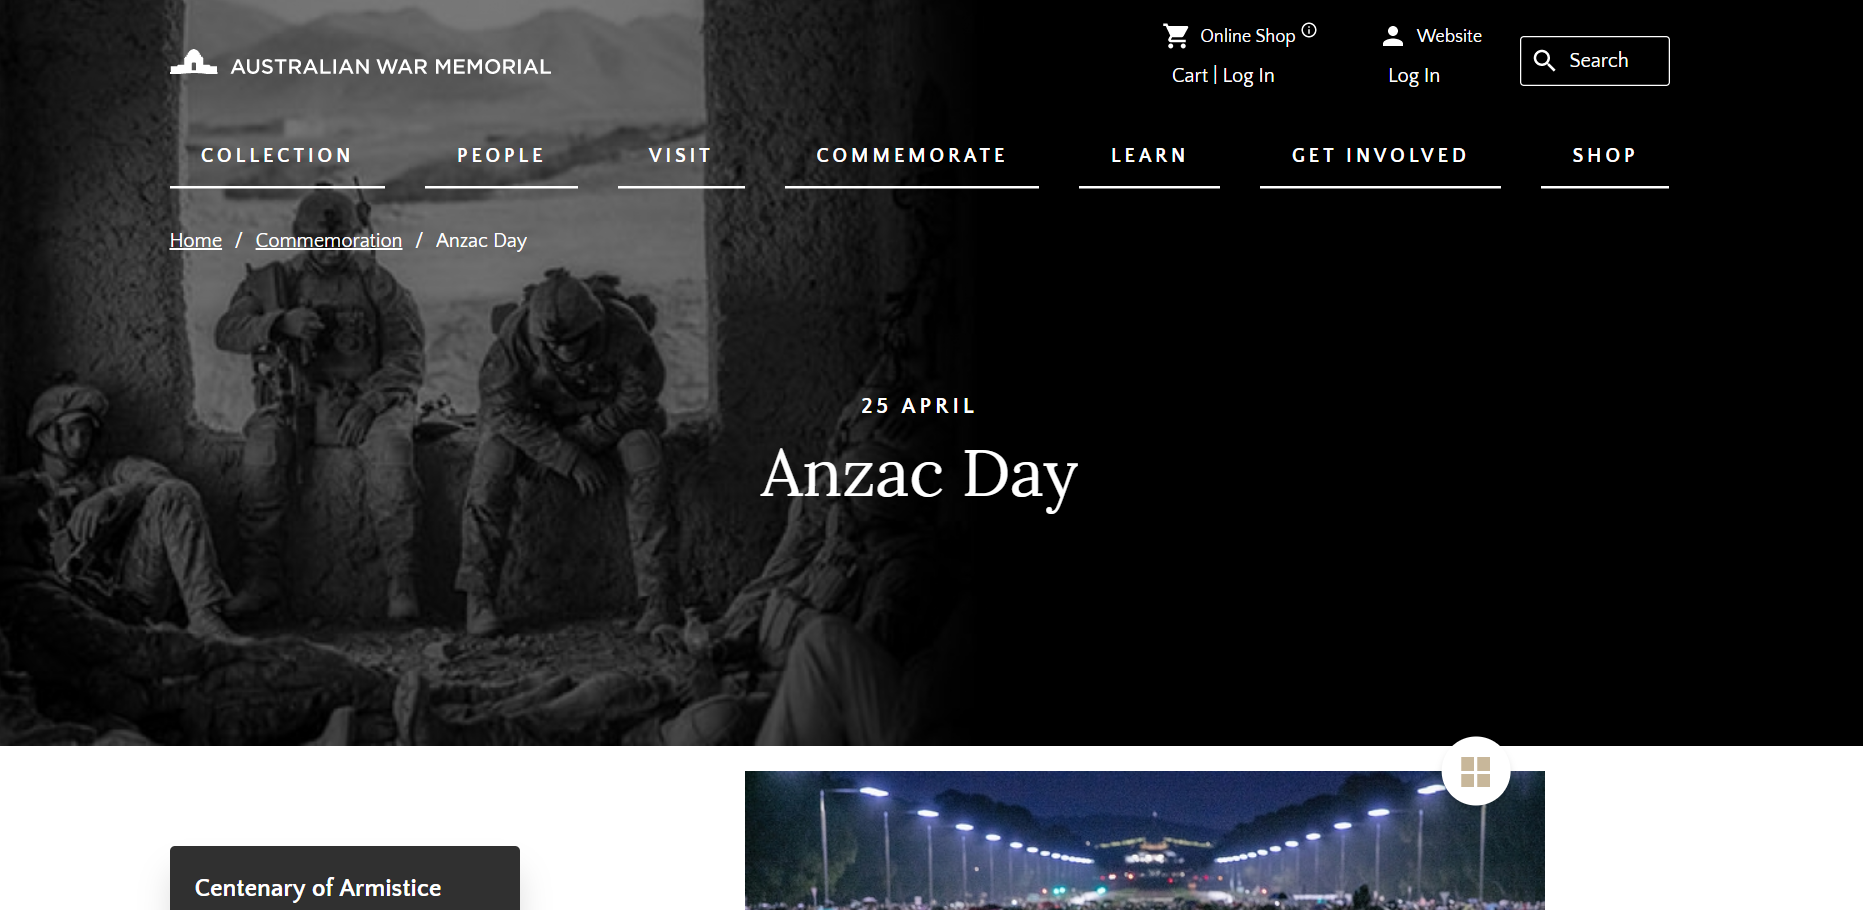 AUSTRALIAN WAR MEMORIAL
Online Shop
Cart | Log In
Website
Log In
Search
COLLECTION
PEOPLE
VISIT
COMMEMORATE
LEARN
GET INVOLVED
SHOP
Home / Commemoration / Anzac Day
25 APRIL
Anzac Day
Centenary of Armistice